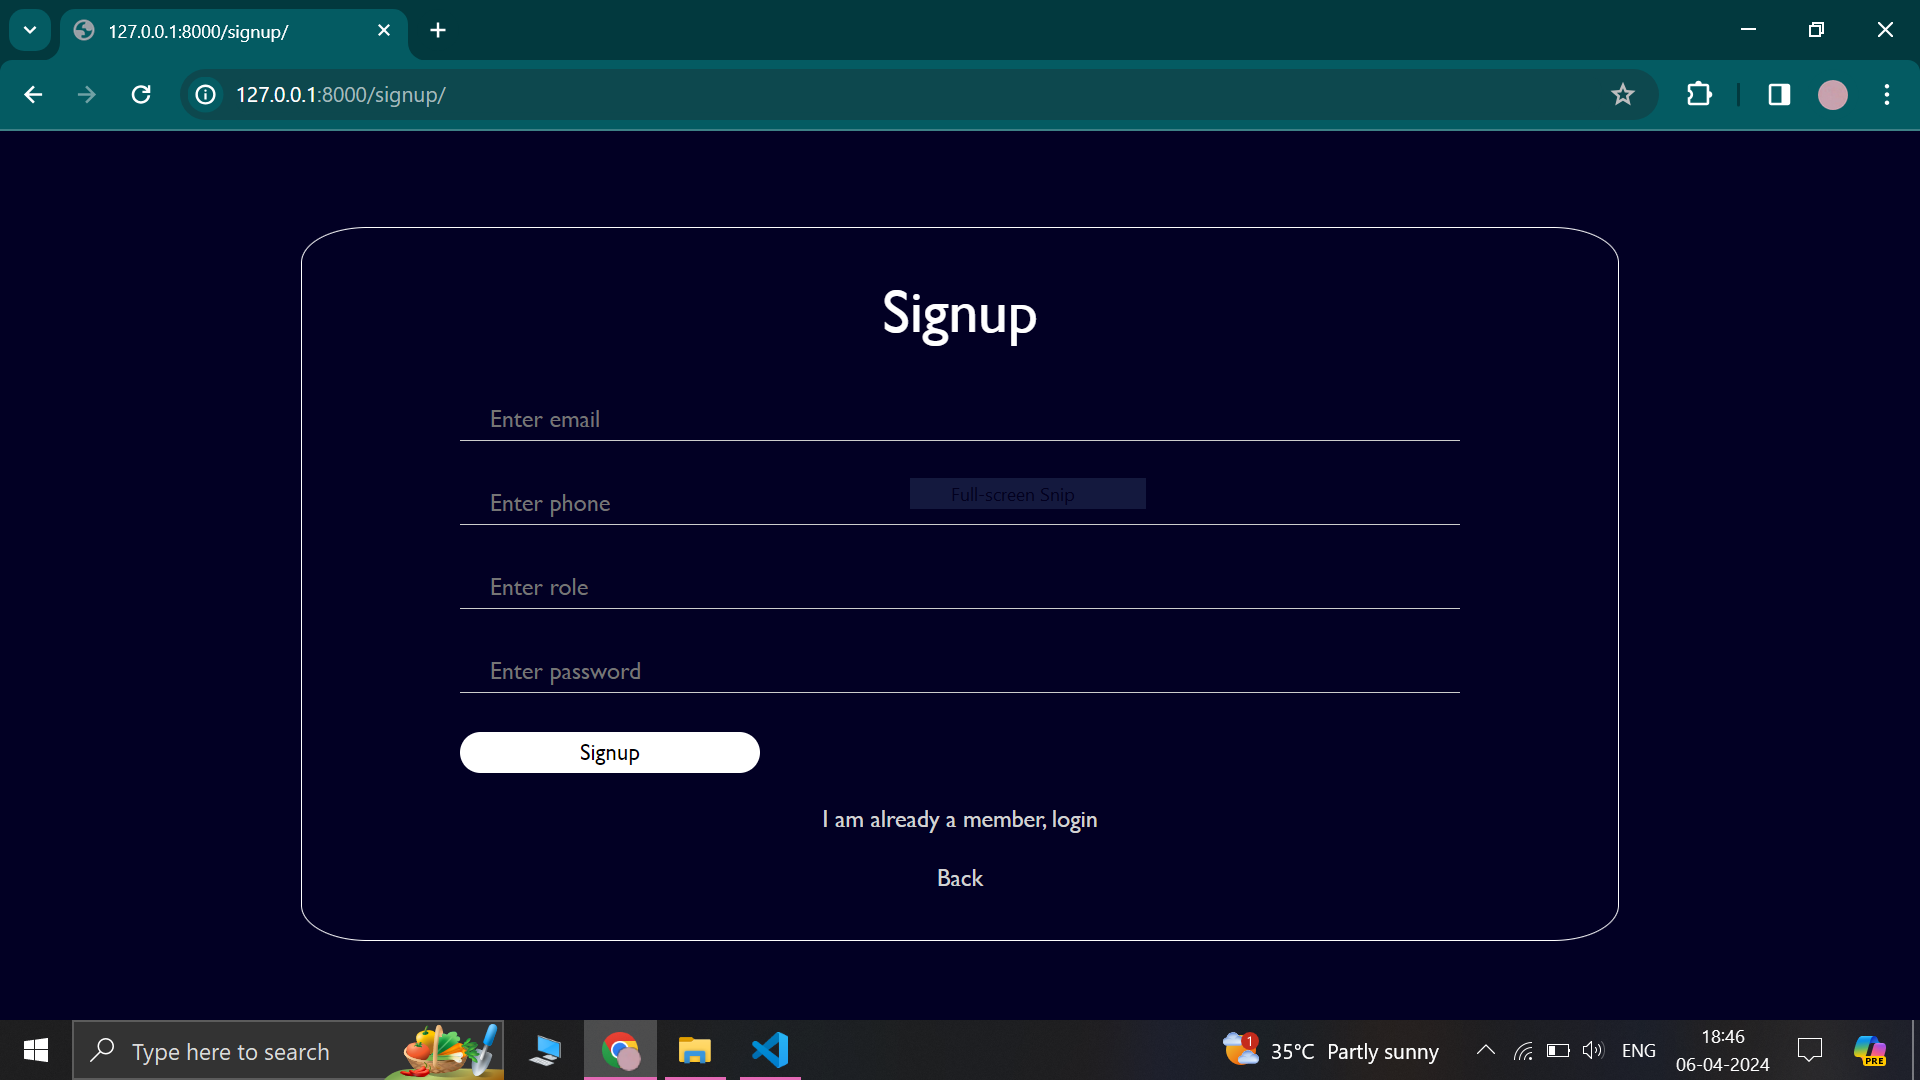 127.0.0.1:8000/signup/
127.0.0.1:8000/signup/
Signup
Enter email
Enter phone
Full-screen Snip
Enter role
Enter password
Signup
I am already a member, login
Back
Type here to search
1
35°C Partly sunny
ENG
18:46
06-04-2024
PRE